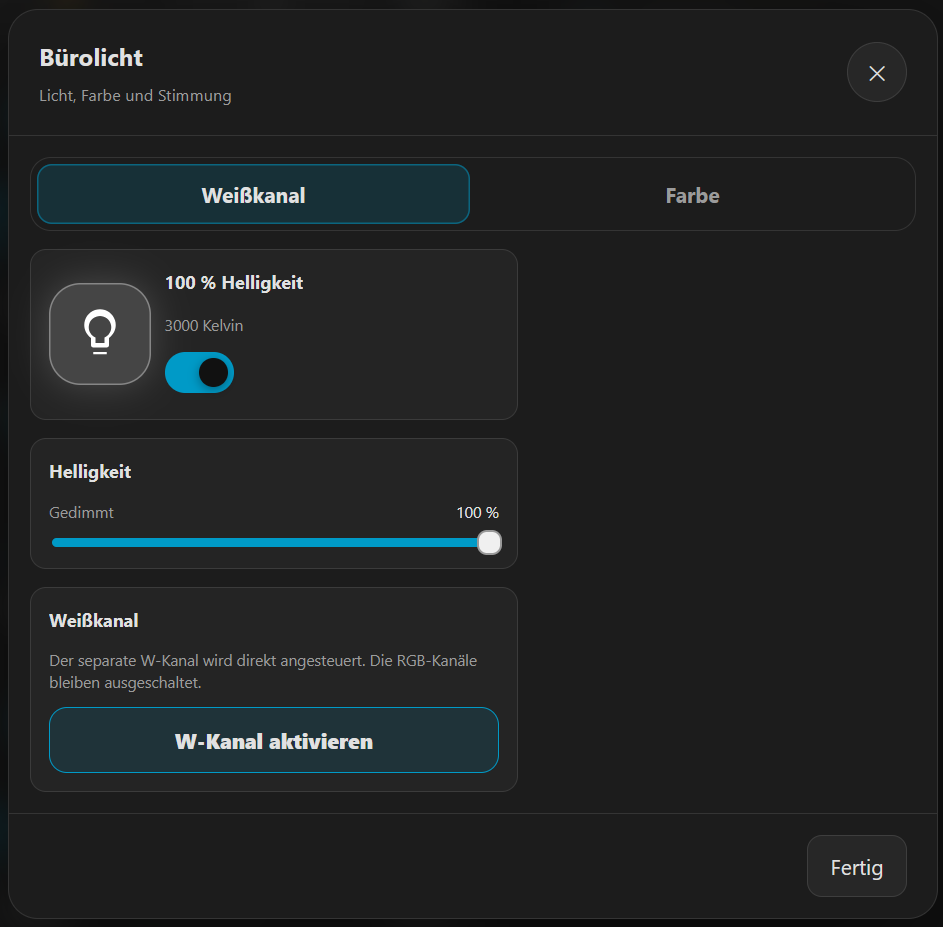 Bürolicht
Licht, Farbe und Stimmung
Weißkanal
Farbe
100 % Helligkeit
3000 Kelvin
Helligkeit
Gedimmt
100 %
Weißkanal
Der separate W-Kanal wird direkt angesteuert. Die RGB-Kanäle
bleiben ausgeschaltet.
W-Kanal aktivieren
Fertig